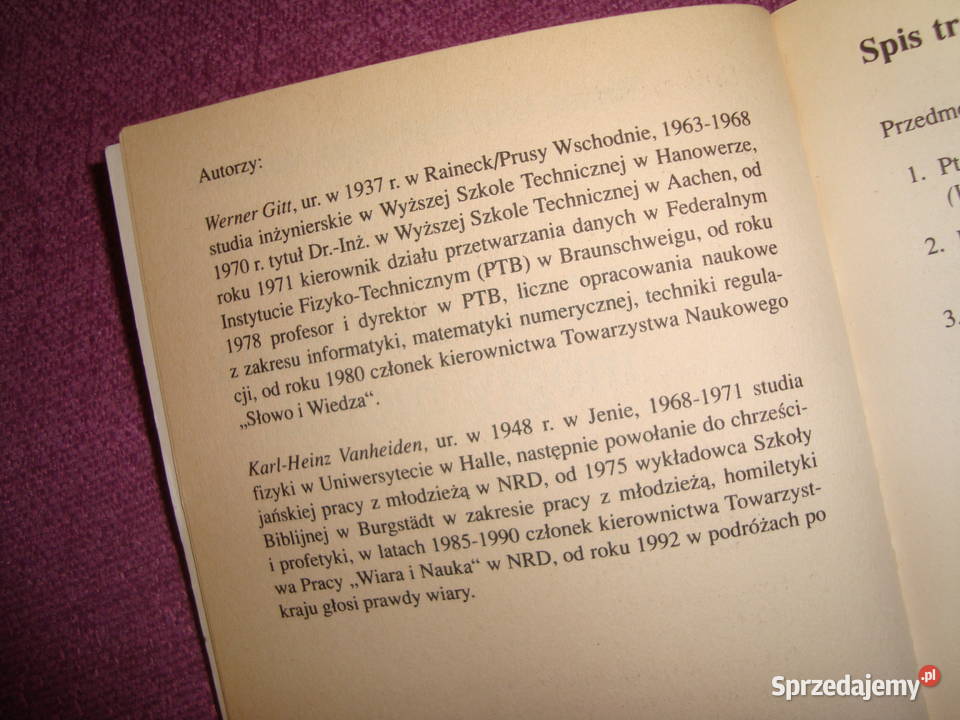 Autorzy:
Werner Gitt, ur. w 1937 r. w Raineck/Prusy Wschodnie, 1963-1968
studia inżynierskie w Wyższej Szkole Technicznej w Hanowerze,
1970 r. tytuł Dr.-Inż. w Wyższej Szkole Technicznej w Aachen, od
roku 1971 kierownik działu przetwarzania danych w Federalnym
Instytucie Fizyko-Technicznym (PTB) w Braunschweigu, od roku
1978 profesor i dyrektor w PTB, liczne opracowania naukowe
z zakresu informatyki, matematyki numerycznej, techniki regula-
cji, od roku 1980 członek kierownictwa Towarzystwa Naukowego
„Słowo i Wiedza“.
Karl-Heinz Vanheiden, ur. w 1948 r. w Jenie, 1968-1971 studia
fizyki w Uniwersytecie w Halle, następnie powołanie do chrześci-
jańskiej pracy z młodzieżą w NRD, od 1975 wykładowca Szkoły
Biblijnej w Burgstädt w zakresie pracy z młodzieżą, homiletyki
i profetyki, w latach 1985-1990 członek kierownictwa Towarzyst-
wa Pracy „Wiara i Nauka“ w NRD, od roku 1992 w podróżach po
kraju głosi prawdy wiary.
Spis tr
Przedmo
1. Pt
2.
3.
Sprzedajemy.pl